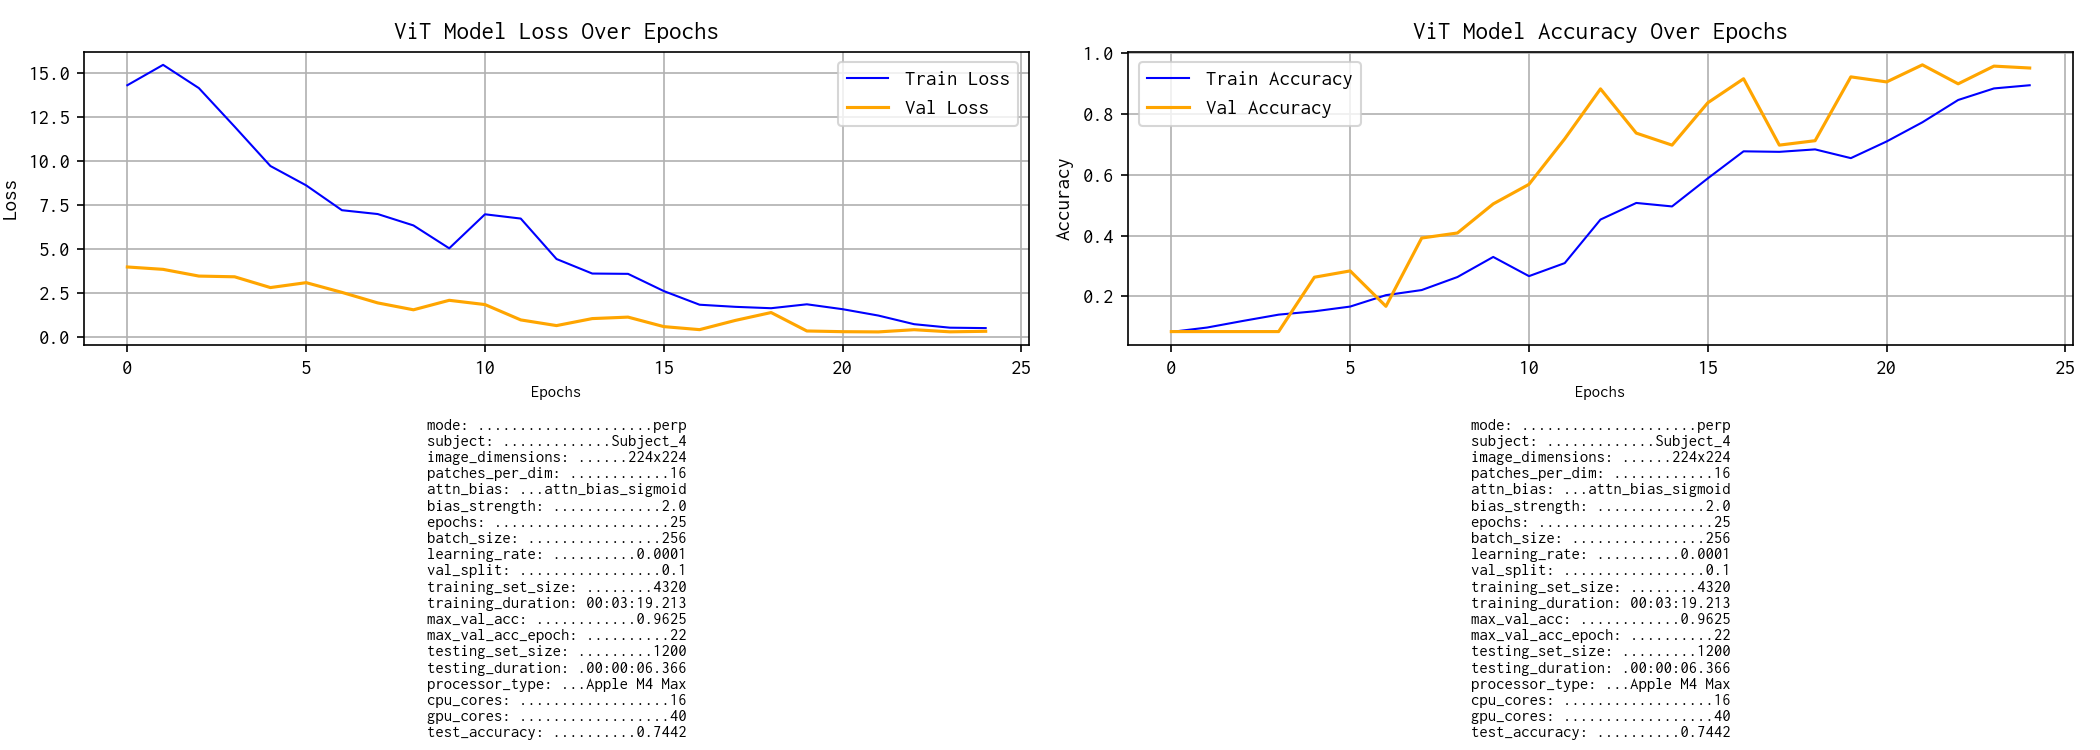 ViT Model Loss Over Epochs
15.0
12.5
10.0
7.5
5.0
2.5
0.0
Loss
Train Loss
Val Loss
0 5 10 15 20 25
Epochs
mode: .....................perp
subject: .............Subject_4
image_dimensions: ......224x224
patches_per_dim: ............16
attn_bias: ...attn_bias_sigmoid
bias_strength: .............2.0
epochs: .....................25
batch_size: ................256
learning_rate: ..........0.0001
val_split: .................0.1
training_set_size: ........4320
training_duration: 00:03:19.213
max_val_acc: ............0.9625
max_val_acc_epoch: ..........22
testing_set_size: .........1200
testing_duration: .00:00:06.366
processor_type: ...Apple M4 Max
cpu_cores: ..................16
gpu_cores: ..................40
test_accuracy: ..........0.7442
ViT Model Accuracy Over Epochs
1.0
0.8
0.6
0.4
0.2
Accuracy
Train Accuracy
Val Accuracy
0 5 10 15 20 25
Epochs
mode: .....................perp
subject: .............Subject_4
image_dimensions: ......224x224
patches_per_dim: ............16
attn_bias: ...attn_bias_sigmoid
bias_strength: .............2.0
epochs: .....................25
batch_size: ................256
learning_rate: ..........0.0001
val_split: .................0.1
training_set_size: ........4320
training_duration: 00:03:19.213
max_val_acc: ............0.9625
max_val_acc_epoch: ..........22
testing_set_size: .........1200
testing_duration: .00:00:06.366
processor_type: ...Apple M4 Max
cpu_cores: ..................16
gpu_cores: ..................40
test_accuracy: ..........0.7442